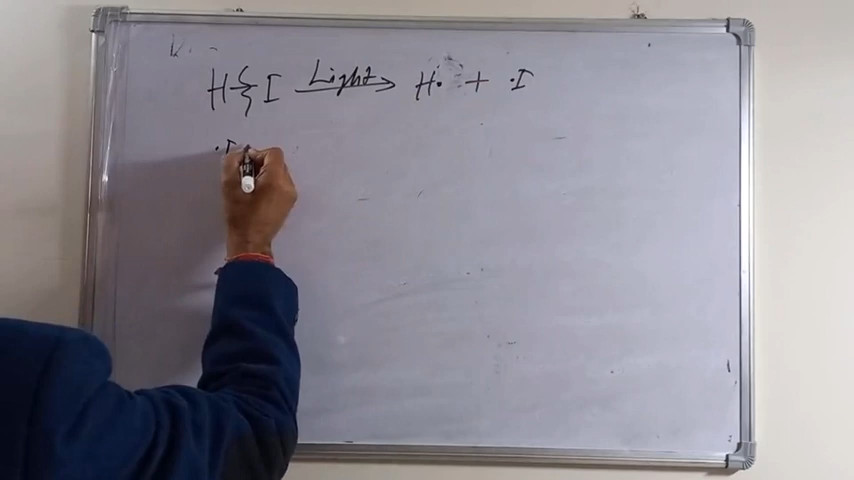 H ⌇ I Light → H• + •I
•I